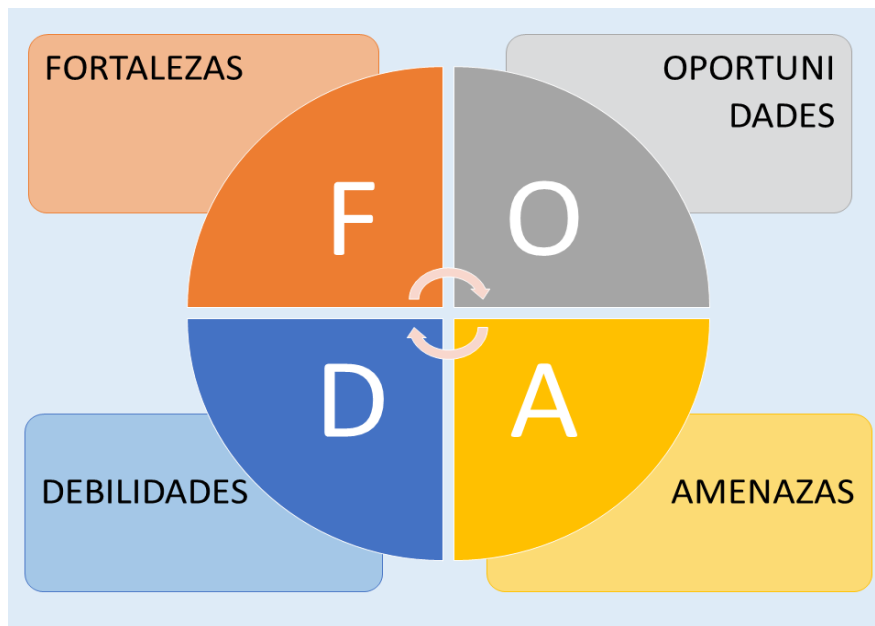 FORTALEZAS
OPORTUNI
DADES
F
O
D
A
DEBILIDADES
AMENAZAS